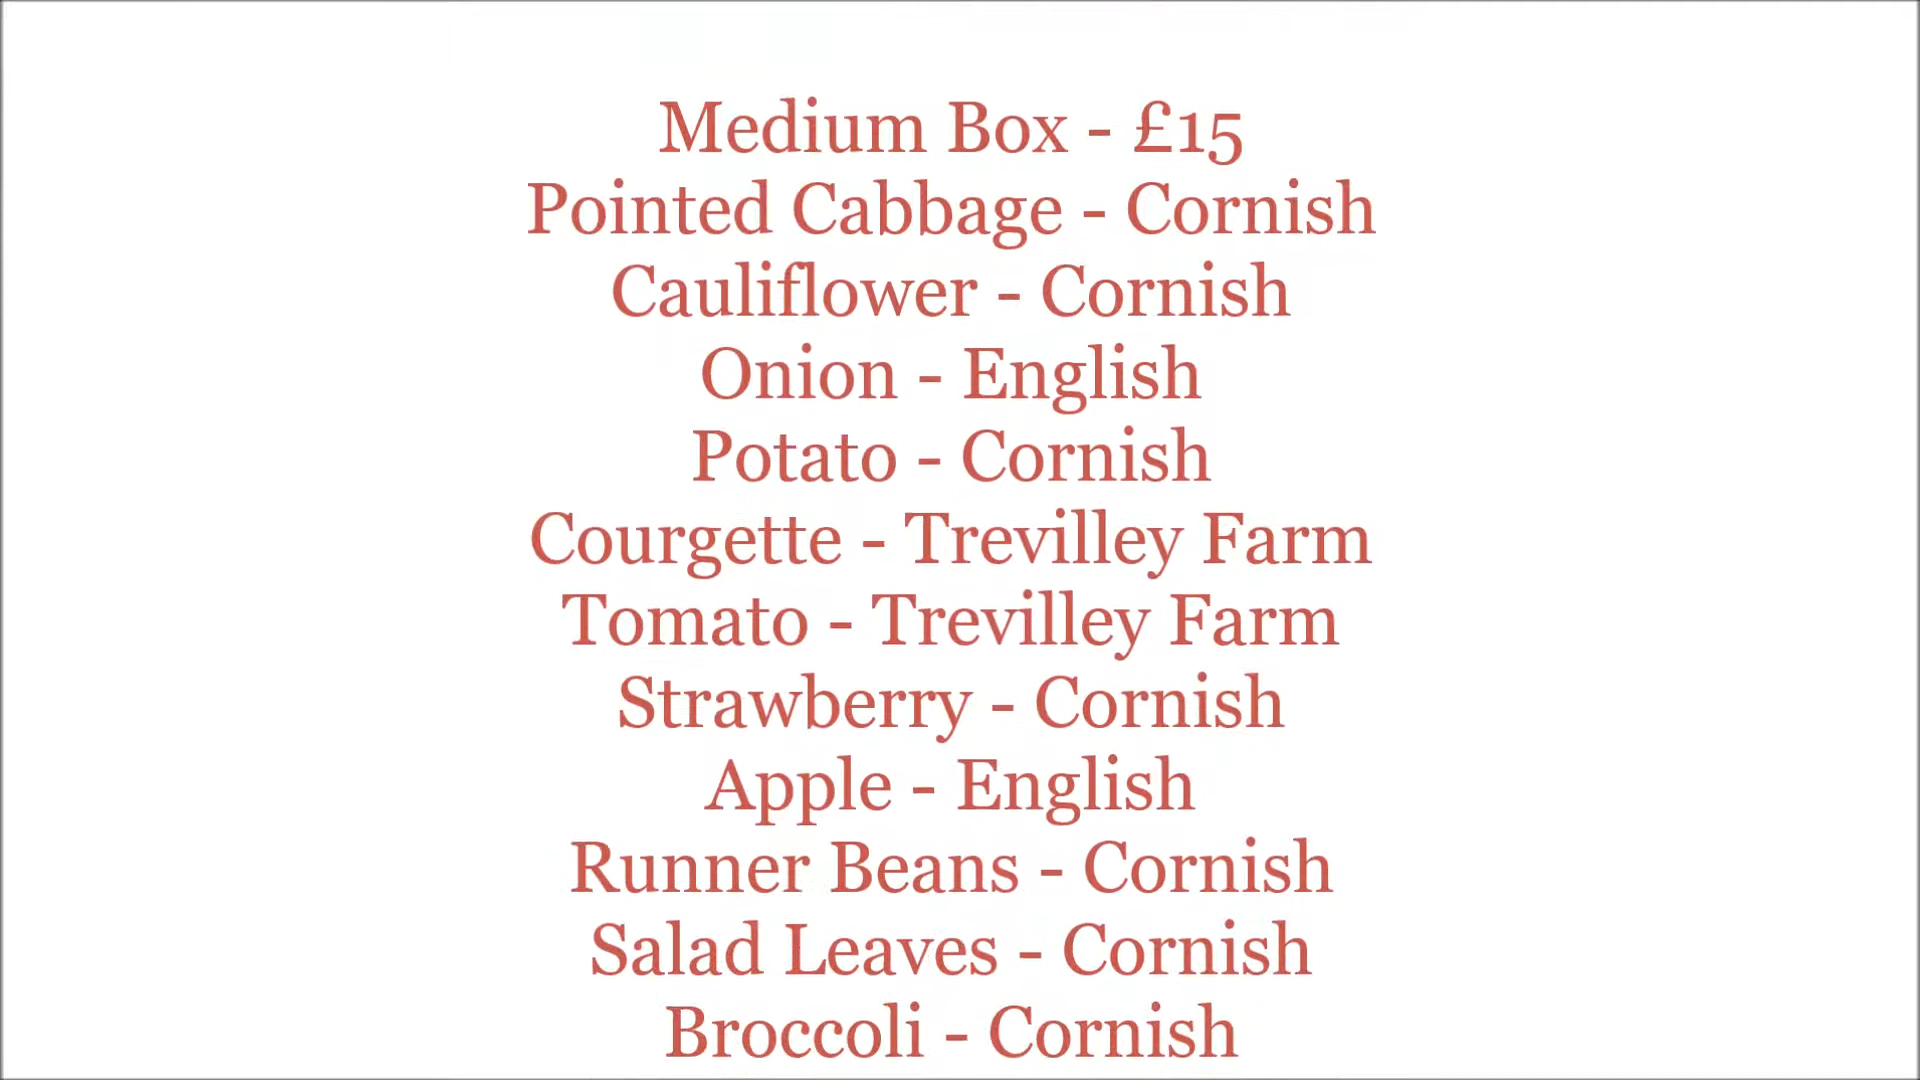 Medium Box - £15
Pointed Cabbage - Cornish
Cauliflower - Cornish
Onion - English
Potato - Cornish
Courgette - Trevilley Farm
Tomato - Trevilley Farm
Strawberry - Cornish
Apple - English
Runner Beans - Cornish
Salad Leaves - Cornish
Broccoli - Cornish